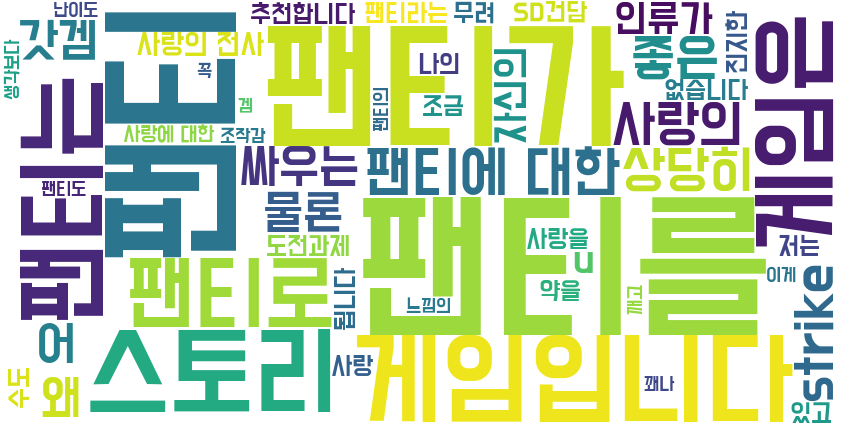 난이도
추천합니다
팬티라는
무려
SD건담
인류가
갓겜
사랑의 전사
팬티
팬티가
나의
자신의
좋은
진지한
게임은
생각보다
꼭
팬티의
조금
없습니다
팬티는
겜
사랑에 대한
조작감
사랑의
싸우는
팬티에 대한
상당히
팬티도
물론
팬티를
도전과제
사랑을
u
저는
팬티로
됩니다
약을
이게
느낌의
깨고
strike
어
스토리
게임입니다
사랑
꽤나
수도
왜
있고